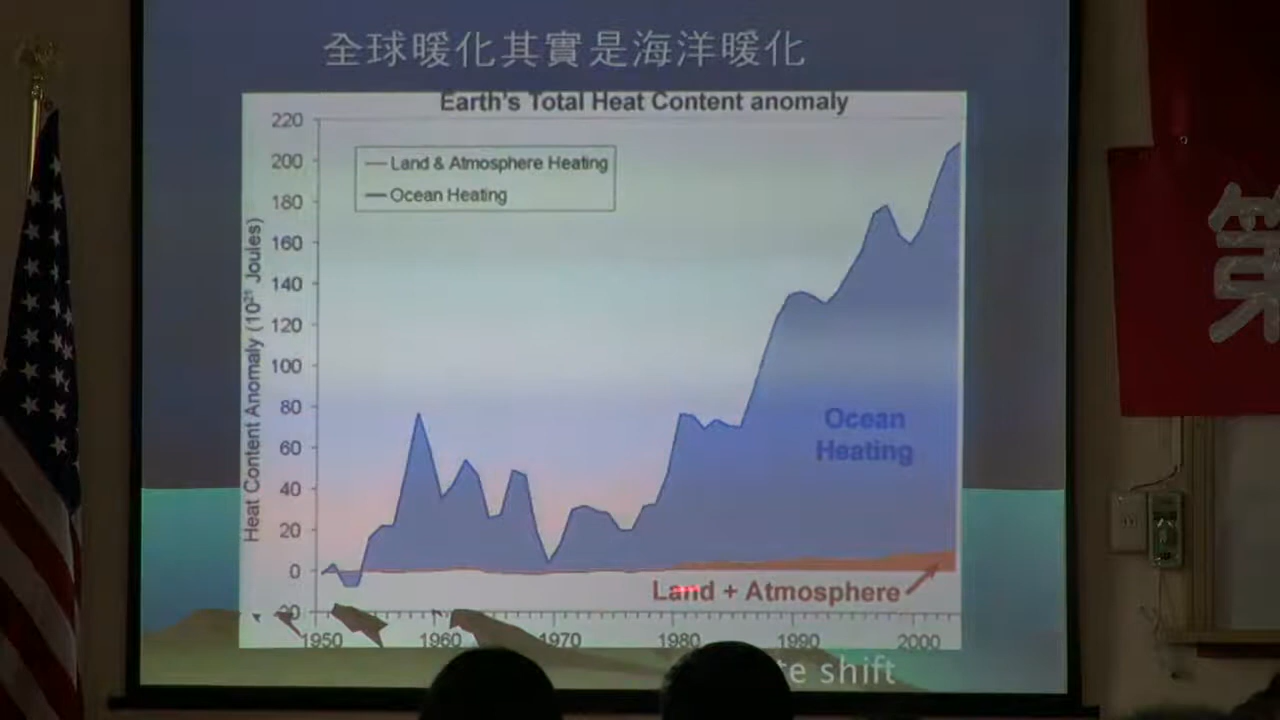 全球暖化其實是海洋暖化
Earth's Total Heat Content anomaly
Heat Content Anomaly (10²¹ Joules)
220
200
180
160
140
120
100
80
60
40
20
0
-20
Land & Atmosphere Heating
Ocean Heating
Ocean
Heating
Land + Atmosphere
1950 1960 1970 1980 1990 2000
shift
第